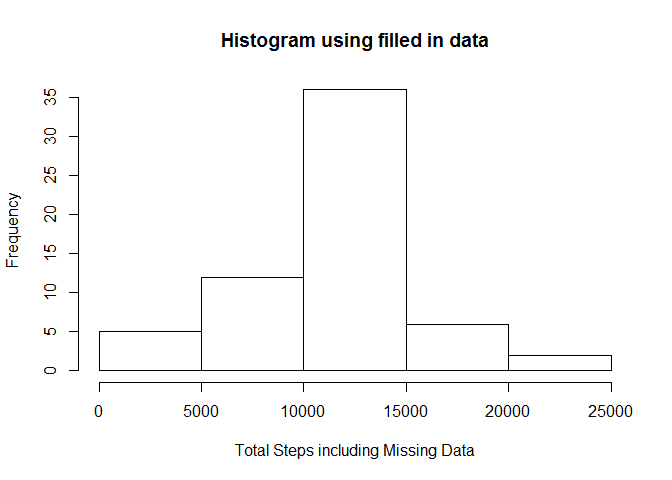 Histogram using filled in data
35
30
25
20
15
10
5
0
Frequency
0 5000 10000 15000 20000 25000
Total Steps including Missing Data